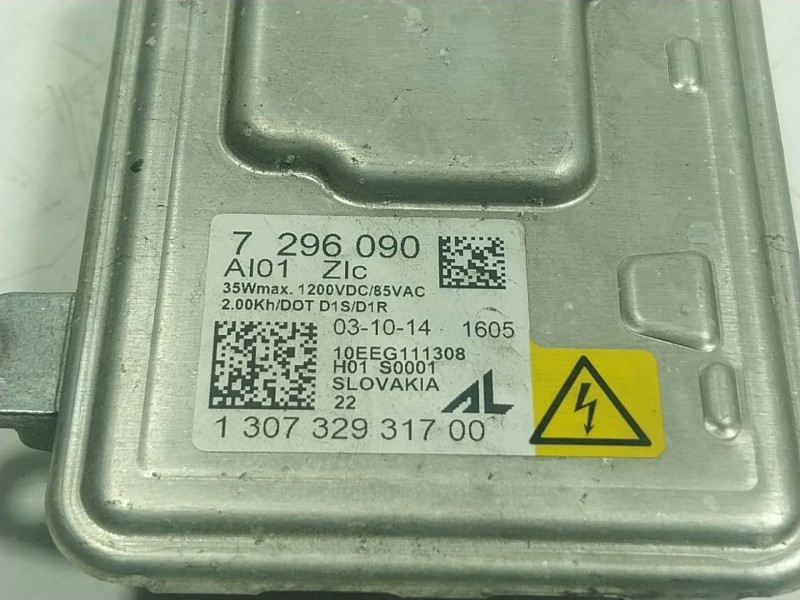 7 296 090
AI01 ZIc
35Wmax. 1200VDC/85VAC
2.00Kh/DOT D1S/D1R
03-10-14 1605
10EEG111308
H01 S0001
SLOVAKIA
22 AL
1 307 329 317 00